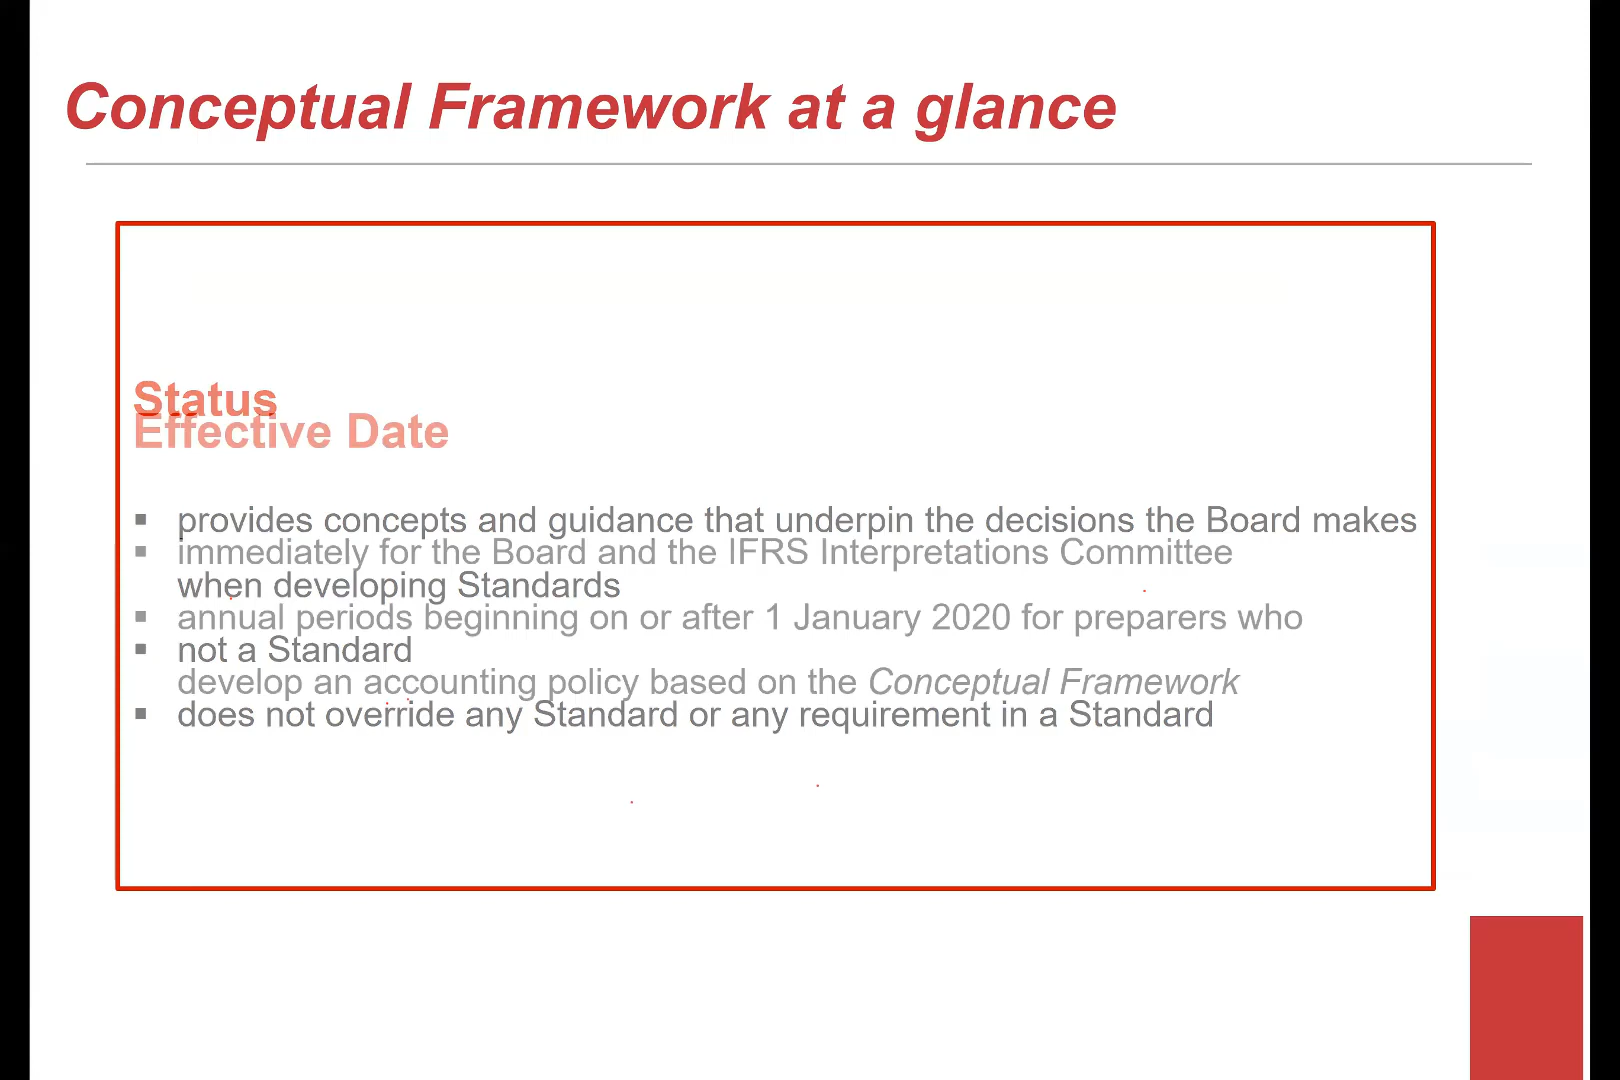 Conceptual Framework at a glance
Status
Effective Date
▪ provides concepts and guidance that underpin the decisions the Board makes
▪ immediately for the Board and the IFRS Interpretations Committee
when developing Standards
▪ annual periods beginning on or after 1 January 2020 for preparers who
▪ not a Standard
develop an accounting policy based on the Conceptual Framework
▪ does not override any Standard or any requirement in a Standard